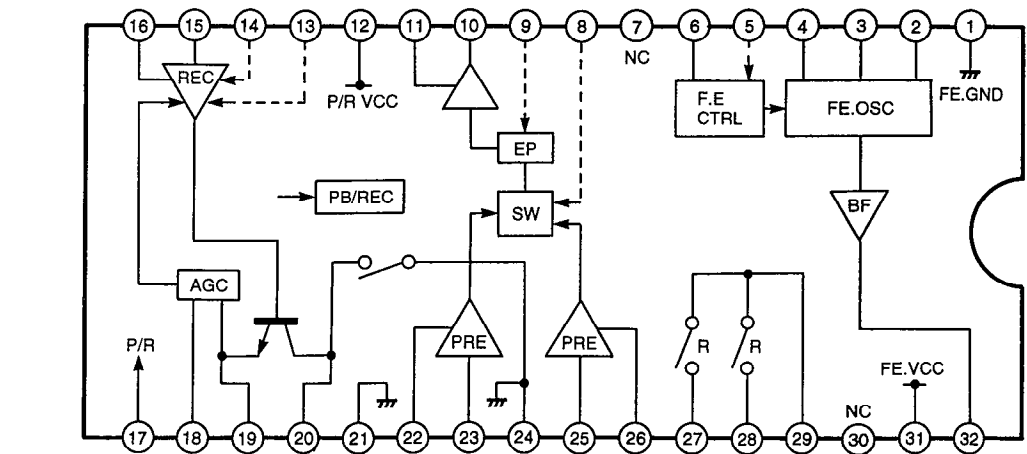 16 15 14 13 12 11 10 9 8 7 6 5 4 3 2 1
NC
REC
P/R VCC
F.E
CTRL
FE.OSC
FE.GND
EP
PB/REC
SW
BF
AGC
P/R
PRE
PRE
R
R
FE.VCC
NC
17 18 19 20 21 22 23 24 25 26 27 28 29 30 31 32